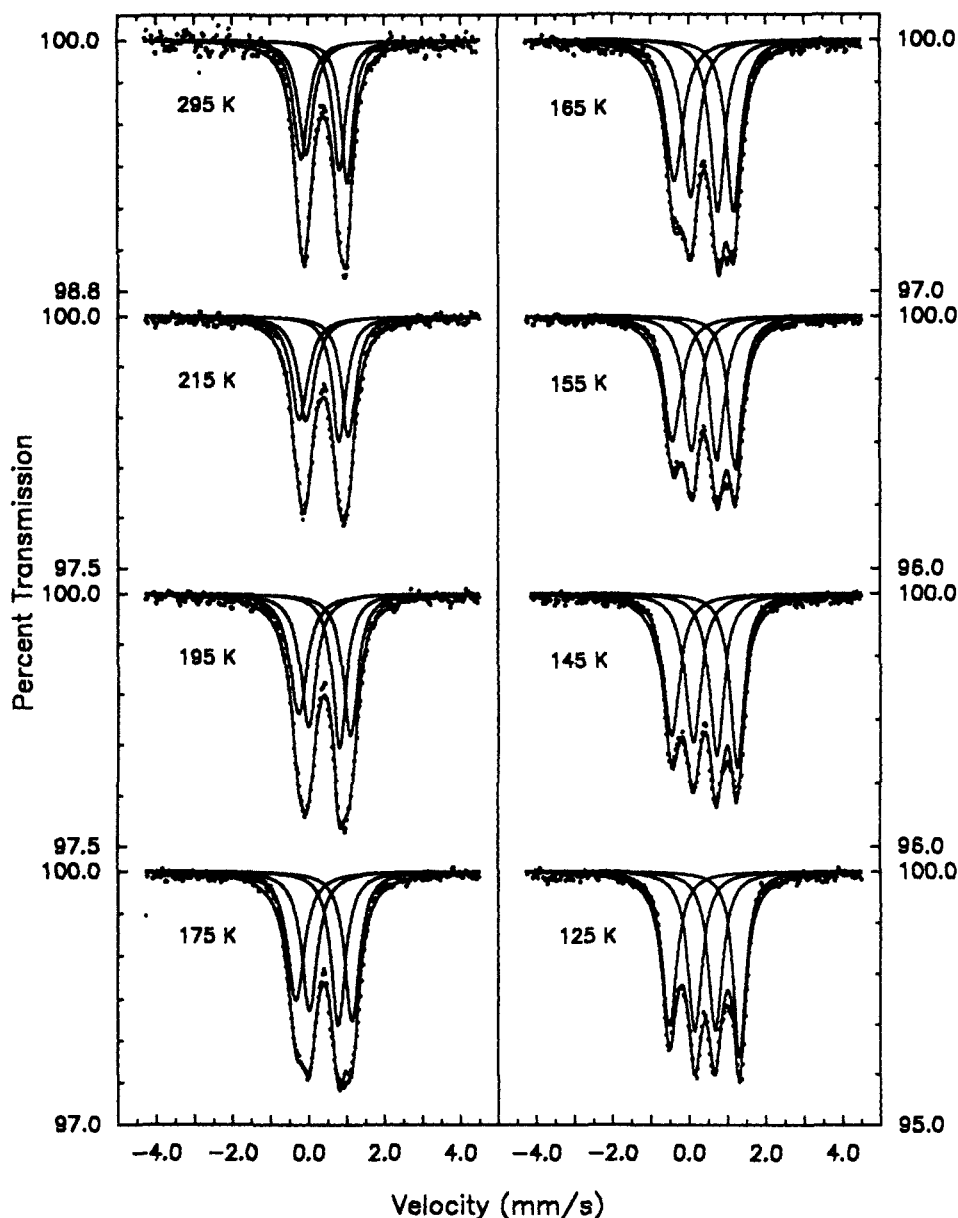 100.0
295 K
98.8
100.0
215 K
97.5
100.0
195 K
97.5
100.0
175 K
97.0
100.0
165 K
97.0
100.0
155 K
96.0
100.0
145 K
96.0
100.0
125 K
95.0
Percent Transmission
-4.0 -2.0 0.0 2.0 4.0 -4.0 -2.0 0.0 2.0 4.0
Velocity (mm/s)